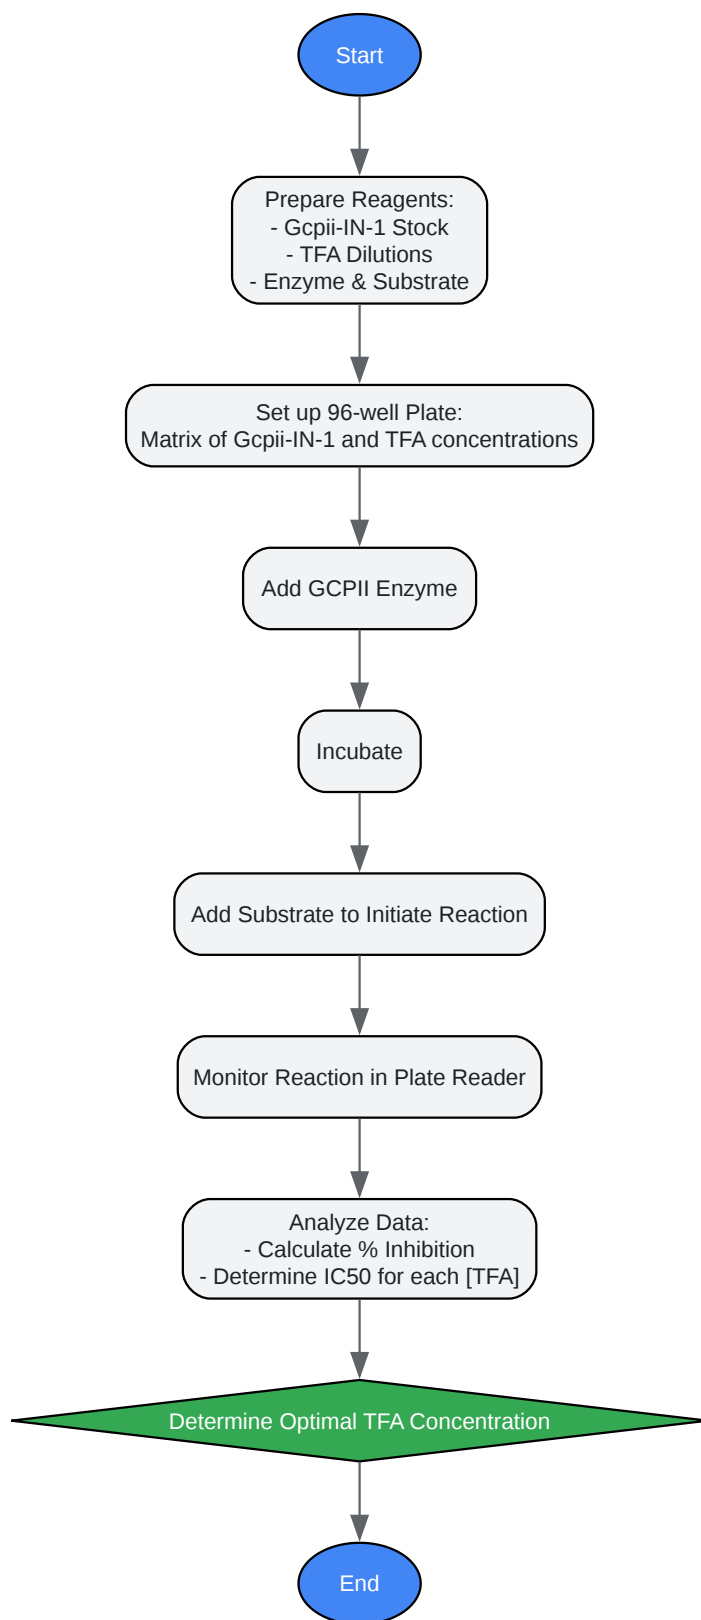 Start
Prepare Reagents:
- Gcpii-IN-1 Stock
- TFA Dilutions
- Enzyme & Substrate
Set up 96-well Plate:
Matrix of Gcpii-IN-1 and TFA concentrations
Add GCPII Enzyme
Incubate
Add Substrate to Initiate Reaction
Monitor Reaction in Plate Reader
Analyze Data:
- Calculate % Inhibition
- Determine IC50 for each [TFA]
Determine Optimal TFA Concentration
End